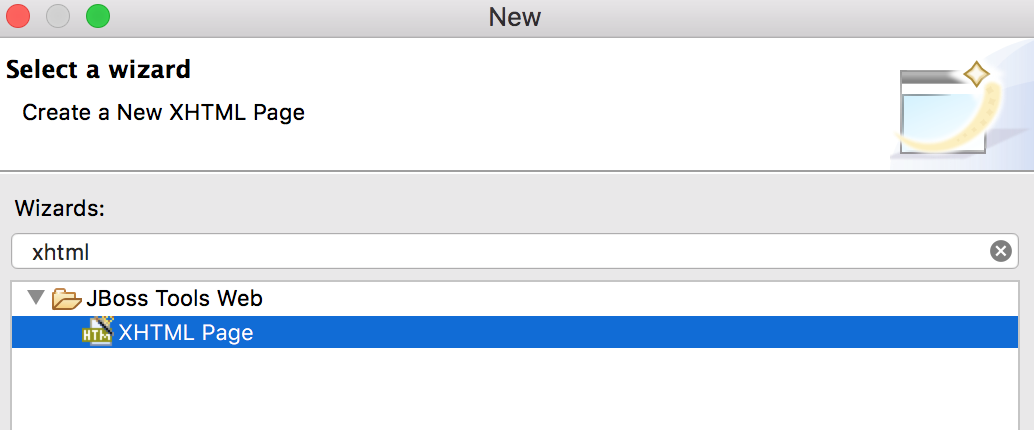 New
Select a wizard
Create a New XHTML Page
Wizards:
xhtml
JBoss Tools Web
HTM XHTML Page